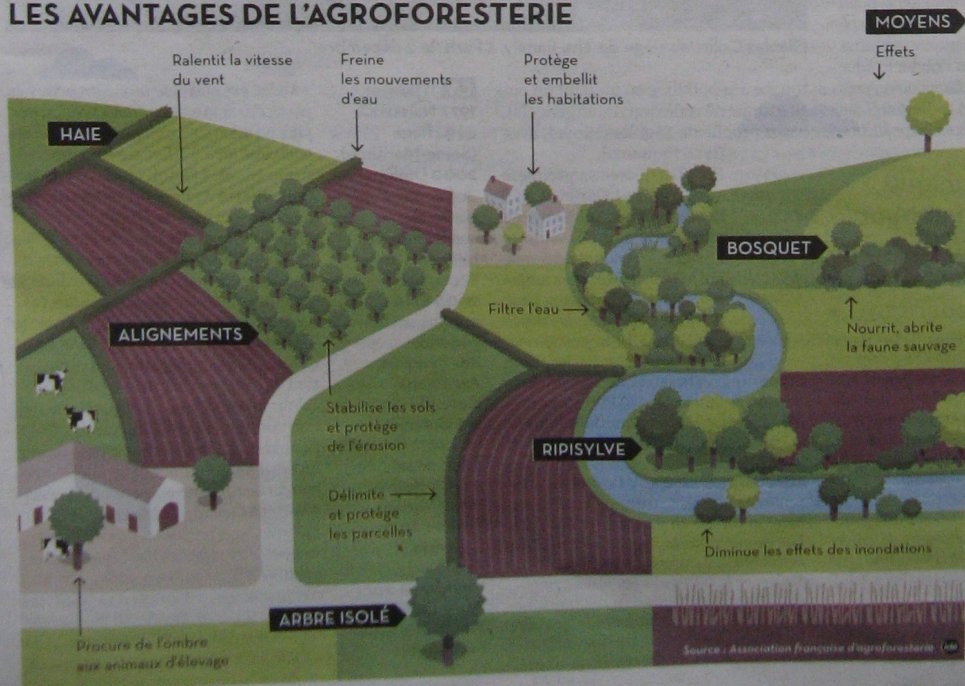 LES AVANTAGES DE L'AGROFORESTERIE
MOYENS
Effets
Ralentit la vitesse
du vent
Freine
les mouvements
d'eau
Protège
et embellit
les habitations
HAIE
BOSQUET
Filtre l'eau
Nourrit, abrite
la faune sauvage
ALIGNEMENTS
Stabilise les sols
et protège
de l'érosion
RIPISYLVE
Délimite
et protège
les parcelles
Diminue les effets des inondations
ARBRE ISOLÉ
Procure de l'ombre
aux animaux d'élevage
Source : Association française d'agroforesterie